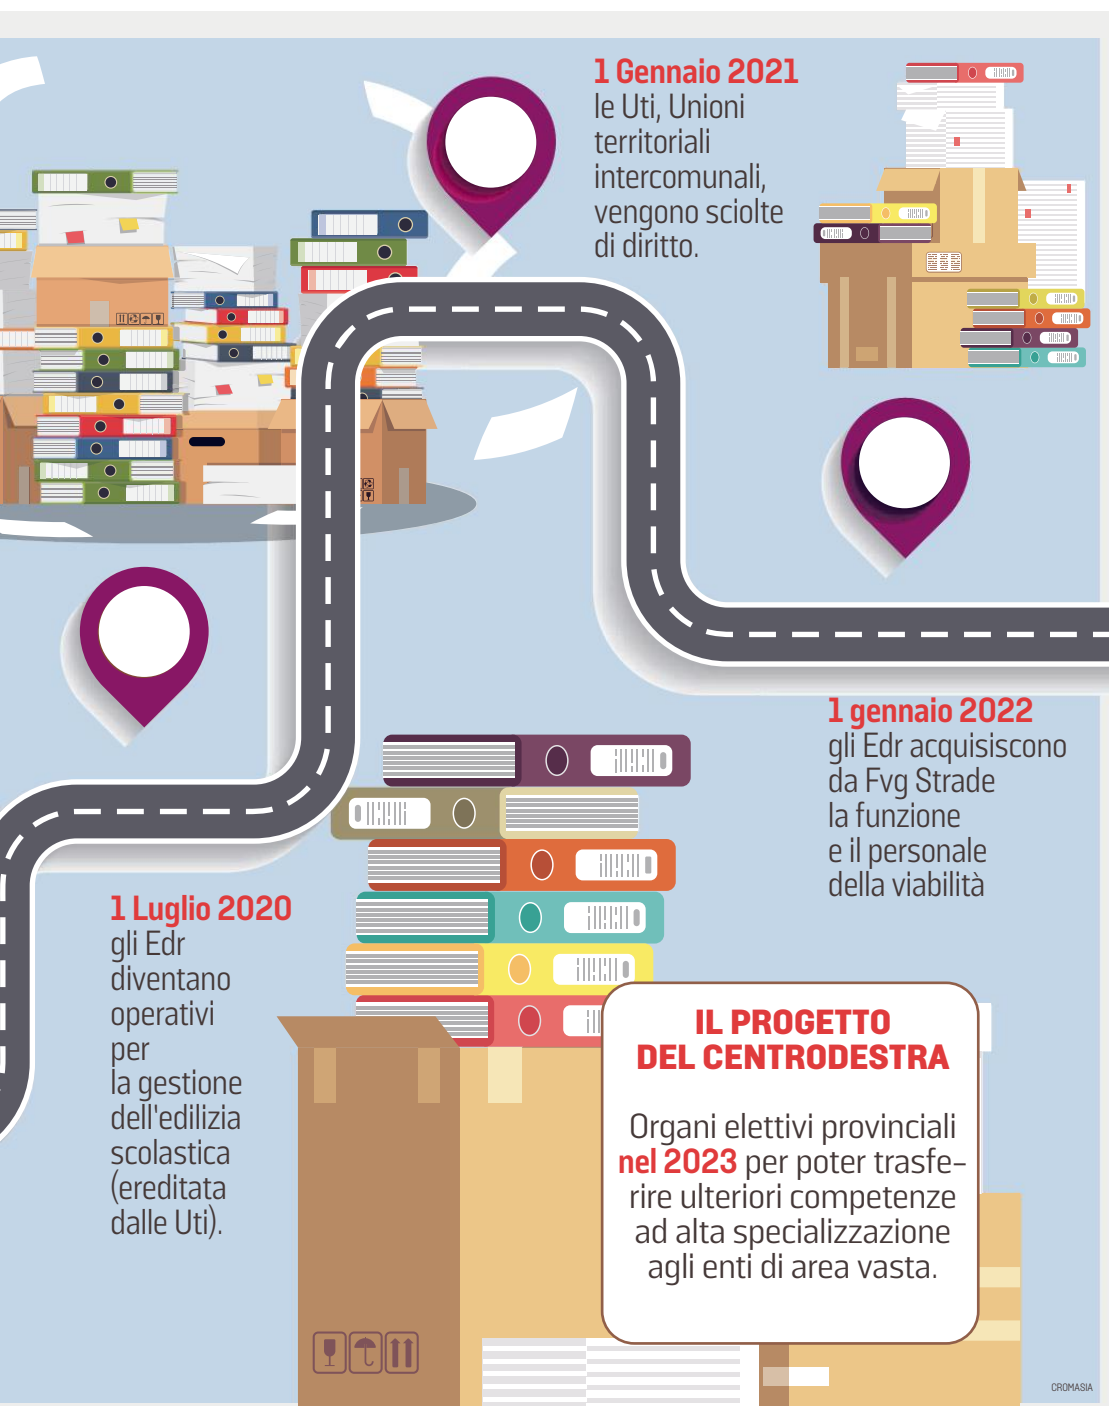 1 Gennaio 2021
le Uti, Unioni
territoriali
intercomunali,
vengono sciolte
di diritto.
1 gennaio 2022
gli Edr acquisiscono
da Fvg Strade
la funzione
e il personale
della viabilità
1 Luglio 2020
gli Edr
diventano
operativi
per
la gestione
dell'edilizia
scolastica
(ereditata
dalle Uti).
IL PROGETTO
DEL CENTRODESTRA
Organi elettivi provinciali
nel 2023 per poter trasfe-
rire ulteriori competenze
ad alta specializzazione
agli enti di area vasta.
CROMASIA